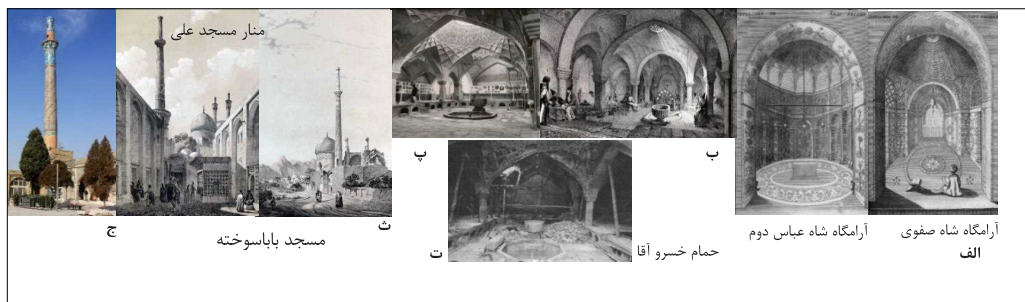 منار مسجد علی
پ
ب
ج
ث
مسجد باباسوخته
ت
حمام خسرو آقا
آرامگاه شاه عباس دوم
آرامگاه شاه صفوی
الف